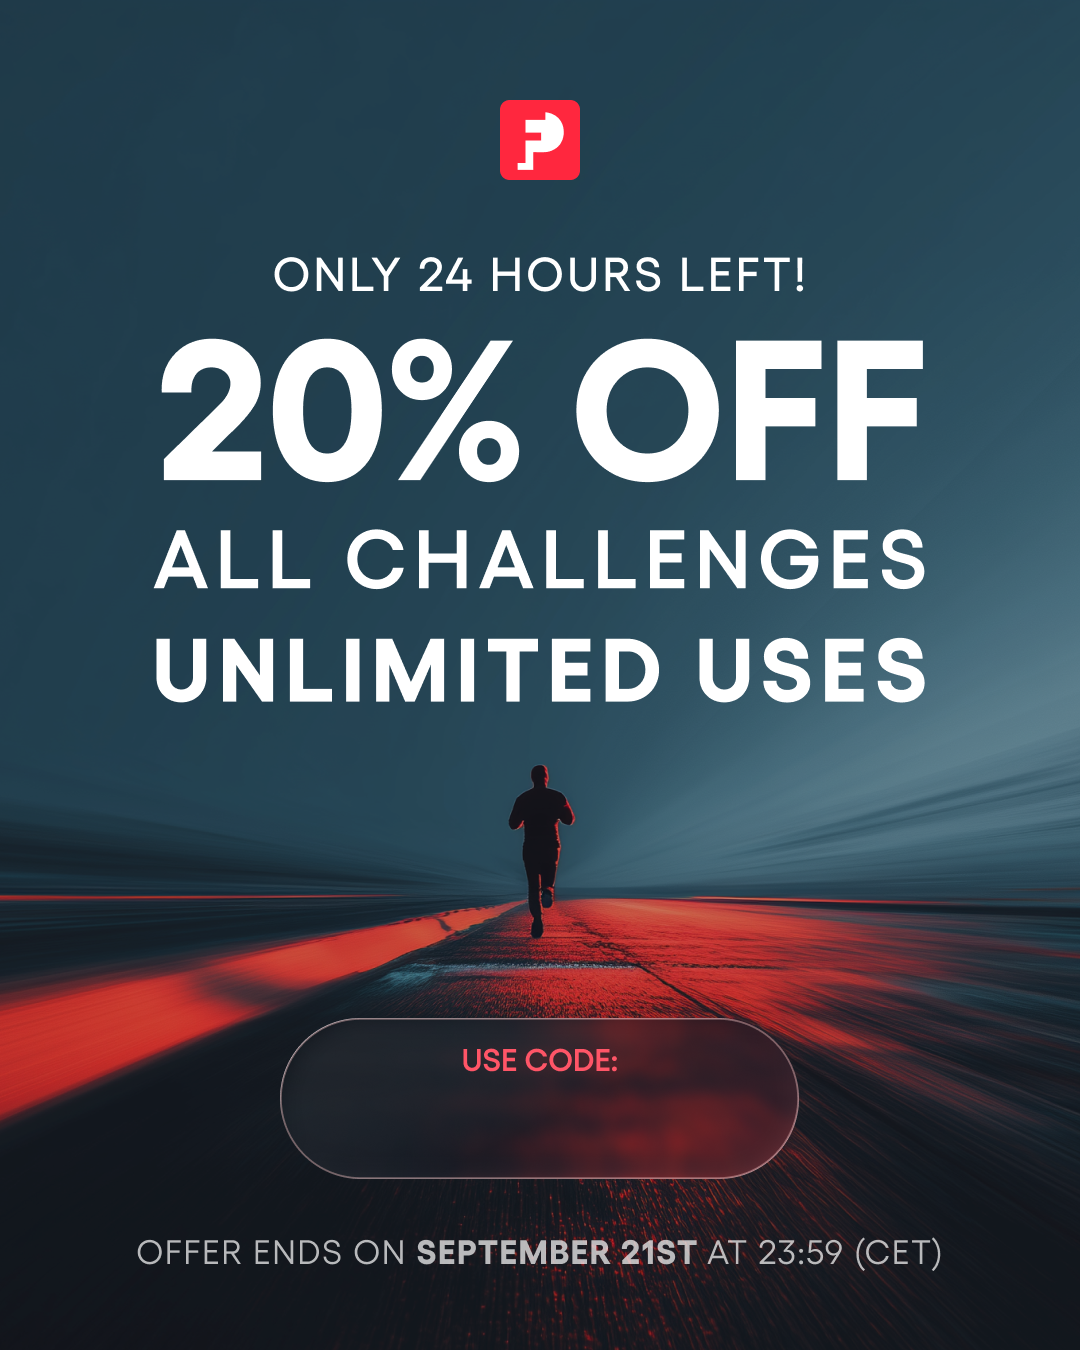 ONLY 24 HOURS LEFT!
20% OFF
ALL CHALLENGES
UNLIMITED USES
USE CODE:
OFFER ENDS ON SEPTEMBER 21ST AT 23:59 (CET)